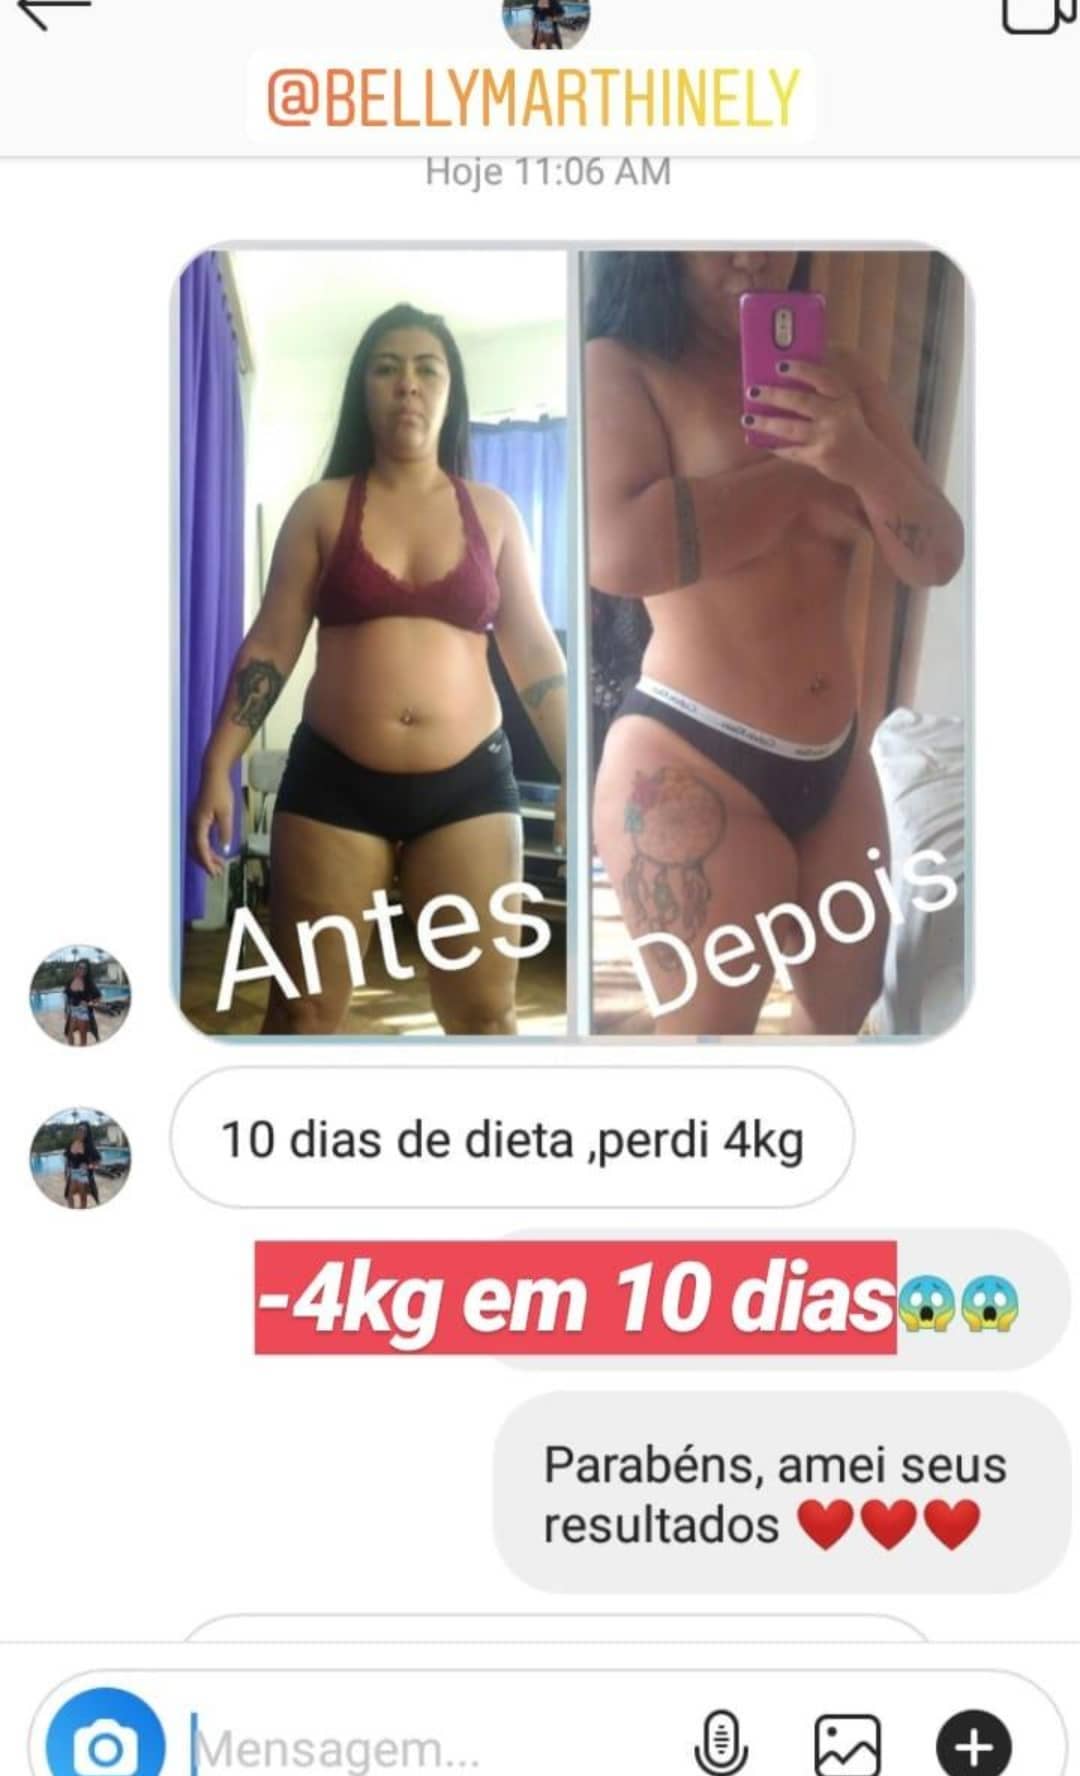 @BELLYMARTHINELY
Hoje 11:06 AM
Antes
Depois
10 dias de dieta ,perdi 4kg
-4kg em 10 dias😱😱
Parabéns, amei seus
resultados ❤️❤️❤️
Mensagem...